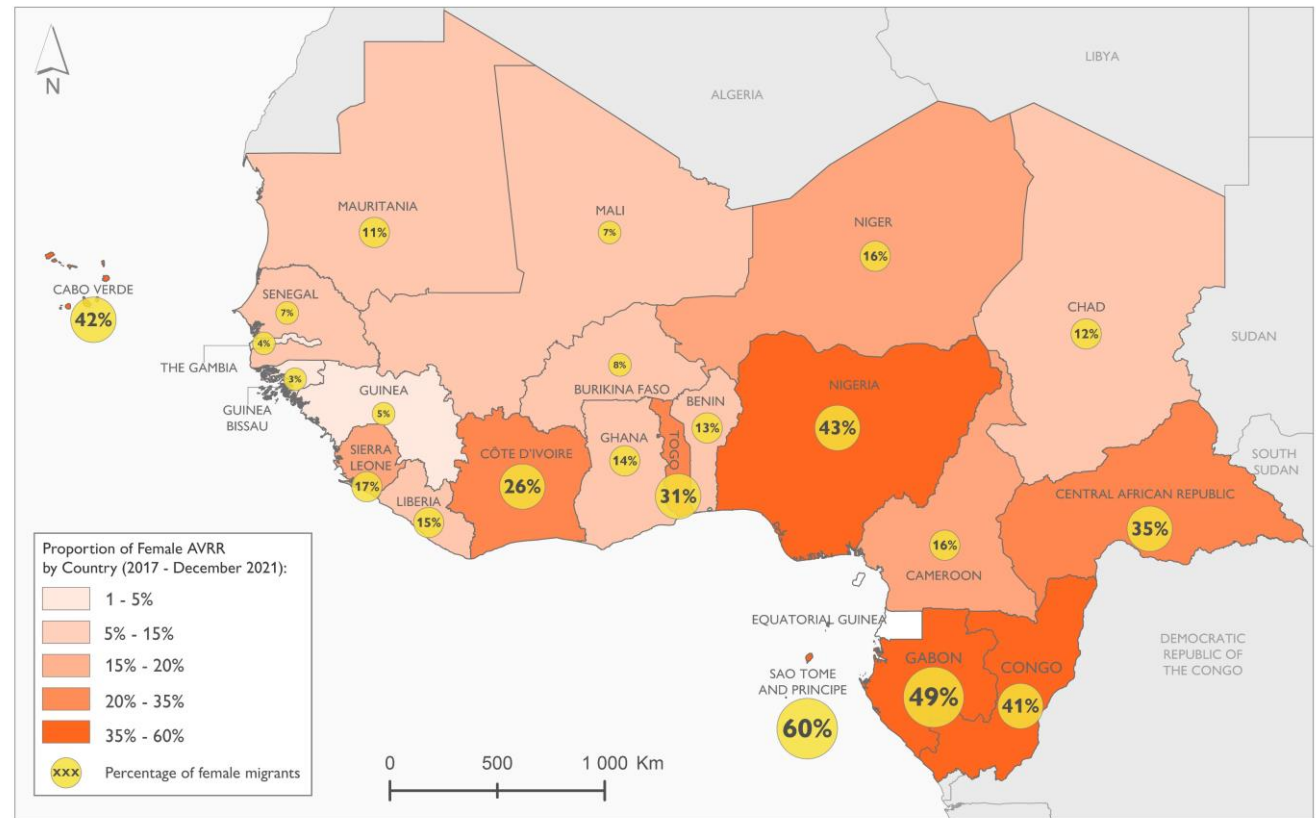 N
ALGERIA
LIBYA
MAURITANIA
11%
MALI
7%
NIGER
16%
CABO VERDE
42%
SENEGAL
7%
CHAD
12%
SUDAN
THE GAMBIA
4%
GUINEA
BISSAU
3%
GUINEA
5%
8%
BURIKINA FASO
BENIN
13%
NIGERIA
43%
SIERRA
LEONE
17%
LIBERIA
15%
CÔTE D'IVOIRE
26%
GHANA
14%
TOGO
31%
SOUTH
SUDAN
CENTRAL AFRICAN REPUBLIC
35%
16%
CAMEROON
EQUATORIAL GUINEA
SAO TOME
AND PRINCIPE
60%
GABON
49%
CONGO
41%
DEMOCRATIC
REPUBLIC OF
THE CONGO
Proportion of Female AVRR
by Country (2017 - December 2021):
1 - 5%
5% - 15%
15% - 20%
20% - 35%
35% - 60%
xxx Percentage of female migrants
0 500 1 000 Km